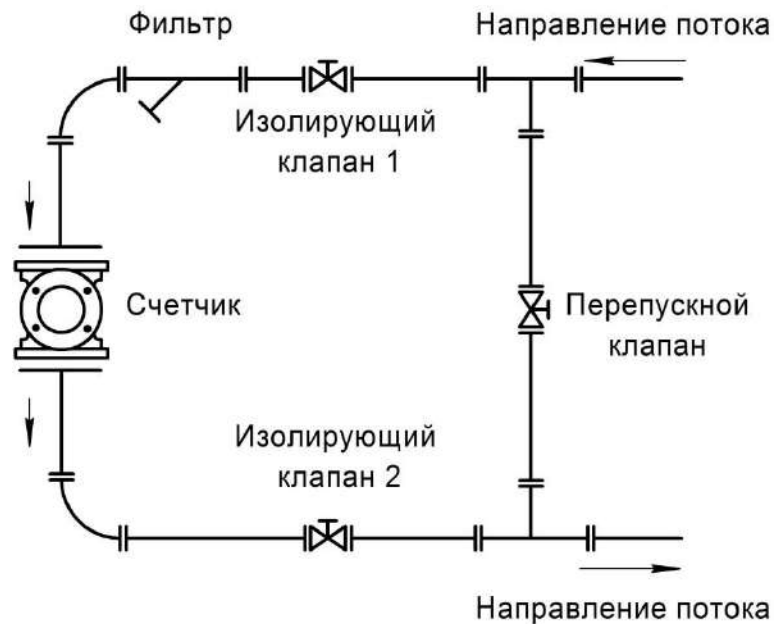 Фильтр
Направление потока
Изолирующий
клапан 1
Счетчик
Перепускной
клапан
Изолирующий
клапан 2
Направление потока